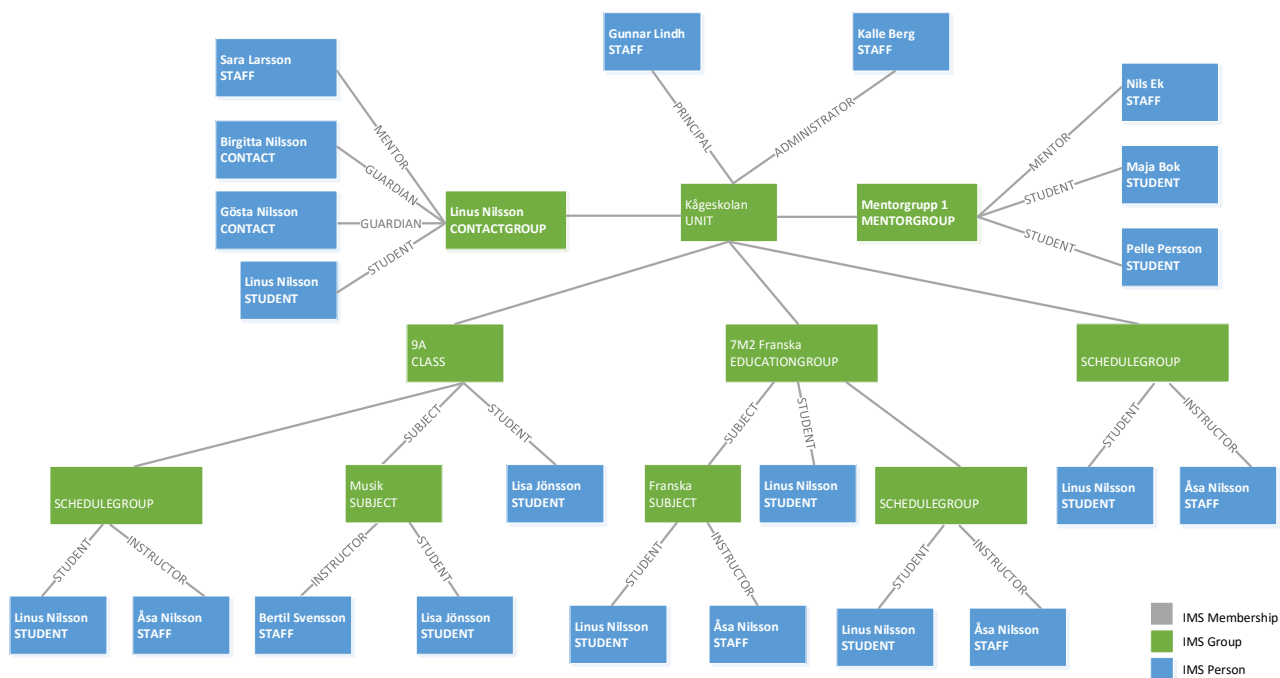 Gunnar Lindh
STAFF
Kalle Berg
STAFF
Sara Larsson
STAFF
Nils Ek
STAFF
PRINCIPAL
ADMINISTRATOR
MENTOR
MENTOR
Birgitta Nilsson
CONTACT
GUARDIAN
Maja Bok
STUDENT
STUDENT
Gösta Nilsson
CONTACT
GUARDIAN
Linus Nilsson
CONTACTGROUP
Kågeskolan
UNIT
Mentorgrupp 1
MENTORGROUP
STUDENT
Pelle Persson
STUDENT
STUDENT
Linus Nilsson
STUDENT
9A
CLASS
7M2 Franska
EDUCATIONGROUP
SCHEDULEGROUP
SUBJECT
STUDENT
SUBJECT
STUDENT
STUDENT
INSTRUCTOR
SCHEDULEGROUP
Musik
SUBJECT
Lisa Jönsson
STUDENT
Franska
SUBJECT
Linus Nilsson
STUDENT
SCHEDULEGROUP
Linus Nilsson
STUDENT
Åsa Nilsson
STAFF
STUDENT
INSTRUCTOR
INSTRUCTOR
STUDENT
STUDENT
INSTRUCTOR
STUDENT
INSTRUCTOR
Linus Nilsson
STUDENT
Åsa Nilsson
STAFF
Bertil Svensson
STAFF
Lisa Jönsson
STUDENT
Linus Nilsson
STUDENT
Åsa Nilsson
STAFF
Linus Nilsson
STUDENT
Åsa Nilsson
STAFF
IMS Membership
IMS Group
IMS Person